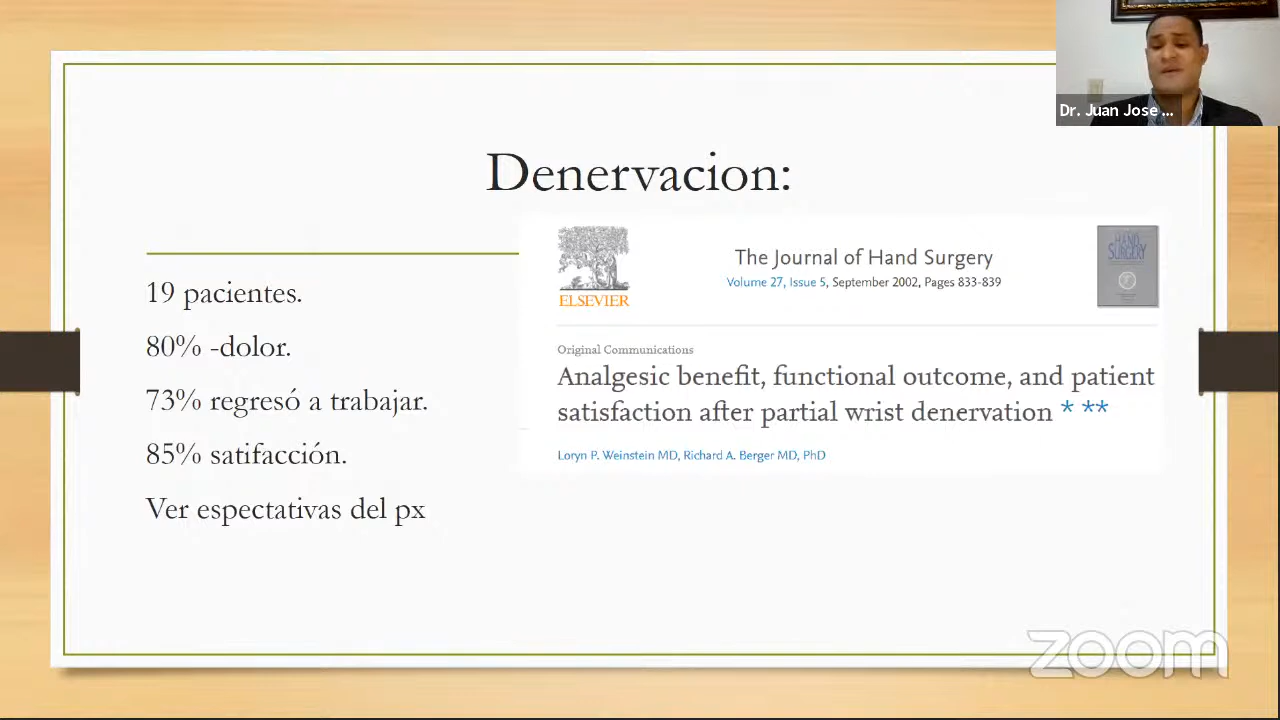 Dr. Juan Jose ...
Denervacion:
19 pacientes.
80% -dolor.
73% regresó a trabajar.
85% satifacción.
Ver espectativas del px
ELSEVIER
The Journal of Hand Surgery
Volume 27, Issue 5, September 2002, Pages 833-839
HAND
SURGERY
Original Communications
Analgesic benefit, functional outcome, and patient
satisfaction after partial wrist denervation * **
Loryn P. Weinstein MD, Richard A. Berger MD, PhD
zoom